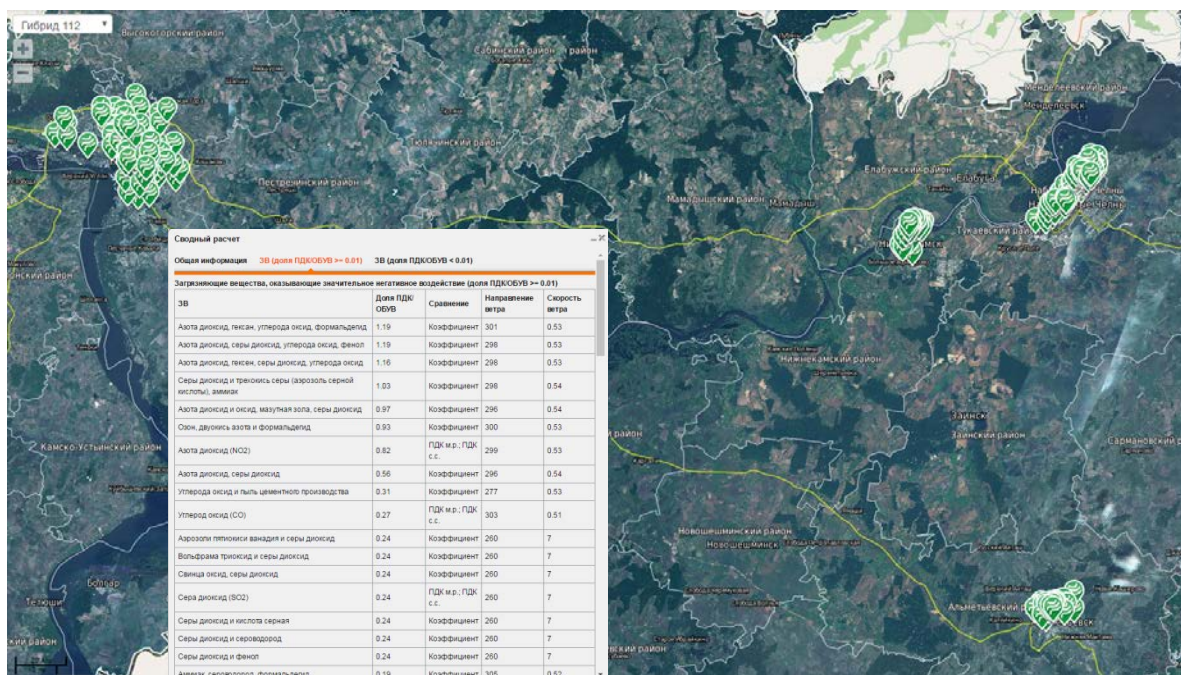 Гибрид 112
Высокогорский район
Сабинский район
район
Менделеевский район
Менделеевск
Тюлячинский район
Пестречинский район
Елабужский район
Елабуга
Мамадышский район
Мамадыш
Тукаевский
Нижнекамский район
Заинск
Заинский район
Сармановский р
Камско-Устьинский район
Новошешминский район
Новошешминск
Болгар
Тетюши
Альметьевский р
Сводный расчет
Общая информация ЗВ (доля ПДК/ОБУВ >= 0.01) ЗВ (доля ПДК/ОБУВ < 0.01)
Загрязняющие вещества, оказывающие значительное негативное воздействие (доля ПДК/ОБУВ >= 0.01)
ЗВ Доля ПДК/ОБУВ Сравнение Направление ветра Скорость ветра
Азота диоксид, гексан, углерода оксид, формальдегид 1.19 Коэффициент 301 0.53
Азота диоксид, серы диоксид, углерода оксид, фенол 1.19 Коэффициент 298 0.53
Азота диоксид, гексен, серы диоксид, углерода оксид 1.16 Коэффициент 298 0.53
Серы диоксид и трехокись серы (аэрозоль серной кислоты), аммиак 1.03 Коэффициент 298 0.54
Азота диоксид и оксид, мазутная зола, серы диоксид 0.97 Коэффициент 296 0.54
Озон, двуокись азота и формальдегид 0.93 Коэффициент 300 0.53
Азота диоксид (NO2) 0.82 ПДК м.р.; ПДК с.с. 299 0.53
Азота диоксид, серы диоксид 0.56 Коэффициент 296 0.54
Углерода оксид и пыль цементного производства 0.31 Коэффициент 277 0.53
Углерод оксид (CO) 0.27 ПДК м.р.; ПДК с.с. 303 0.51
Аэрозоли пятиокиси ванадия и серы диоксид 0.24 Коэффициент 260 7
Вольфрама триоксид и серы диоксид 0.24 Коэффициент 260 7
Свинца оксид, серы диоксид 0.24 Коэффициент 260 7
Сера диоксид (SO2) 0.24 ПДК м.р.; ПДК с.с. 260 7
Серы диоксид и кислота серная 0.24 Коэффициент 260 7
Серы диоксид и сероводород 0.24 Коэффициент 260 7
Серы диоксид и фенол 0.24 Коэффициент 260 7
Аммиак, сероводород, формальдегид 0.19 Коэффициент 305 0.52